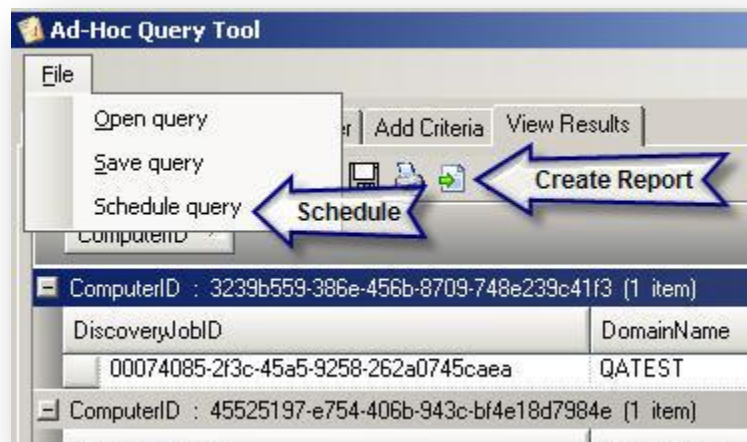 Ad-Hoc Query Tool
File
Open query
Add Criteria View Results
Save query
Create Report
Schedule query Schedule
ComputerID
ComputerID : 3239b559-386e-456b-8709-748e239c41f3 (1 item)
DiscoveryJobID DomainName
00074085-2f3c-45a5-9258-262a0745caea QATEST
ComputerID : 45525197-e754-406b-943c-bf4e18d7984e (1 item)